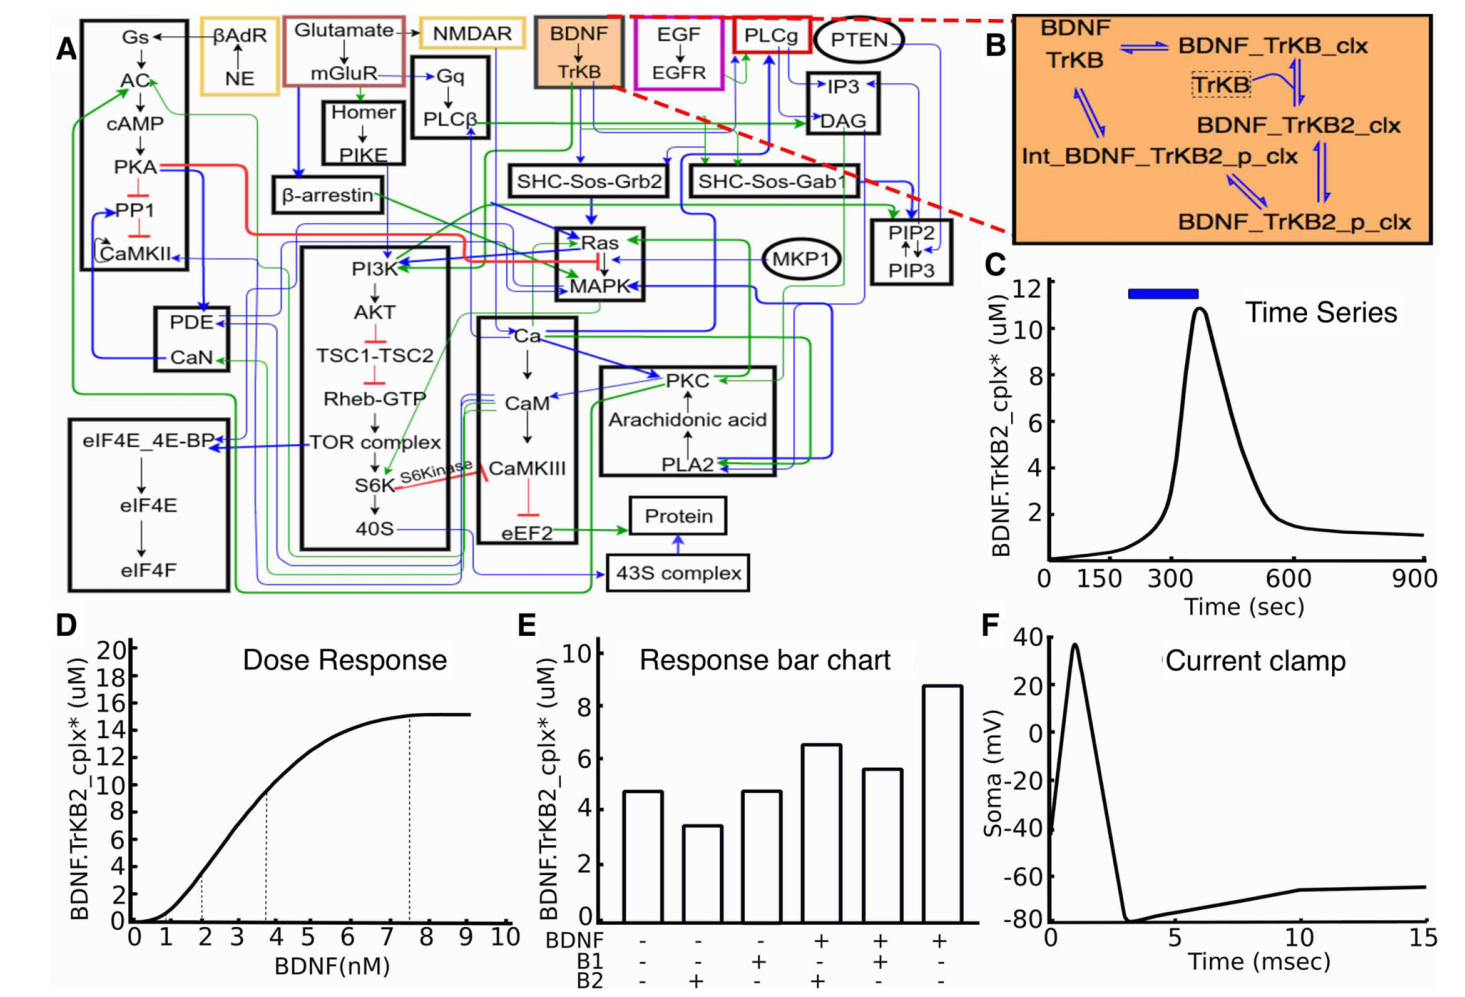 A
Gs
βAdR
AC
NE
cAMP
PKA
PP1
CaMKII
Glutamate
mGluR
NMDAR
Gq
PLCβ
Homer
PIKE
β-arrestin
BDNF
TrKB
EGF
EGFR
PLCg
PTEN
IP3
DAG
SHC-Sos-Grb2
SHC-Sos-Gab1
PIP2
PIP3
Ras
MAPK
MKP1
PDE
CaN
PI3K
AKT
TSC1-TSC2
Rheb-GTP
TOR complex
S6K
S6Kinase
40S
Ca
CaM
CaMKIII
eEF2
PKC
Arachidonic acid
PLA2
Protein
43S complex
eIF4E_4E-BP
eIF4E
eIF4F
B
BDNF
TrKB
BDNF_TrKB_clx
TrKB
BDNF_TrKB2_clx
Int_BDNF_TrKB2_p_clx
BDNF_TrKB2_p_clx
C
Time Series
BDNF.TrKB2_cplx* (uM)
12
10
8
6
4
2
0 150 300 600 900
Time (sec)
D
Dose Response
BDNF.TrKB2_cplx* (uM)
20
18
16
14
12
10
8
6
4
2
0
0 1 2 3 4 5 6 7 8 9 10
BDNF(nM)
E
Response bar chart
BDNF.TrKB2_cplx* (uM)
10
8
6
4
2
0
BDNF - - - + + +
B1 - - + - + -
B2 - + - + - -
F
Current clamp
Soma (mV)
40
20
0
-20
-40
-60
-80
0 5 10 15
Time (msec)